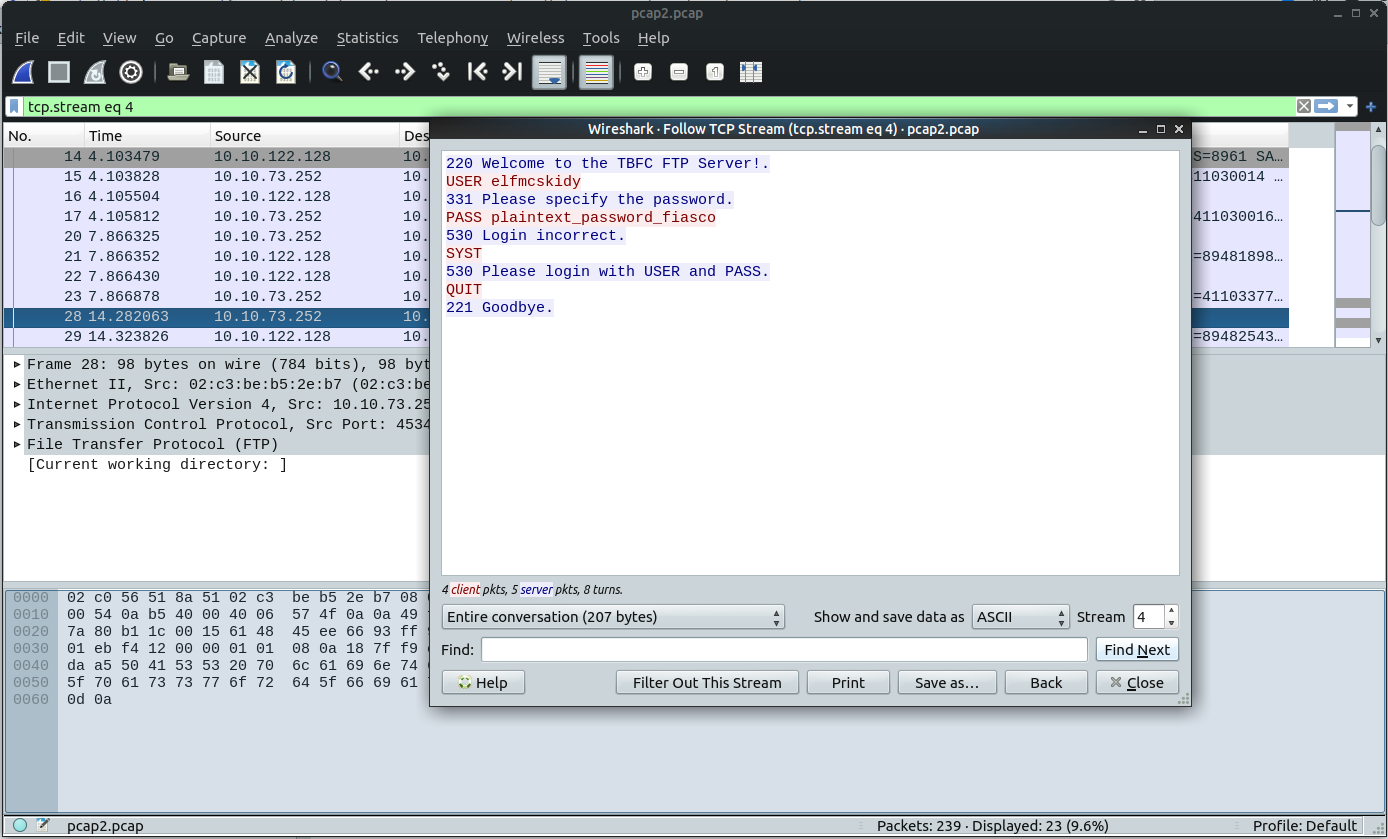 pcap2.pcap
File Edit View Go Capture Analyze Statistics Telephony Wireless Tools Help
tcp.stream eq 4
No. Time Source Des
14 4.103479 10.10.122.128 10. S=8961 SA…
15 4.103828 10.10.73.252 10. 11030014 …
16 4.105504 10.10.122.128 10.
17 4.105812 10.10.73.252 10. 411030016…
20 7.866325 10.10.73.252 10.
21 7.866352 10.10.122.128 10. =89481898…
22 7.866430 10.10.122.128 10.
23 7.866878 10.10.73.252 10. =41103377…
28 14.282063 10.10.73.252 10.
29 14.323826 10.10.122.128 10. =89482543…
Frame 28: 98 bytes on wire (784 bits), 98 byt
Ethernet II, Src: 02:c3:be:b5:2e:b7 (02:c3:be
Internet Protocol Version 4, Src: 10.10.73.25
Transmission Control Protocol, Src Port: 4534
File Transfer Protocol (FTP)
[Current working directory: ]
0000 02 c0 56 51 8a 51 02 c3 be b5 2e b7 08
0010 00 54 0a b5 40 00 40 06 57 4f 0a 0a 49
0020 7a 80 b1 1c 00 15 61 48 45 ee 66 93 ff
0030 01 eb f4 12 00 00 01 01 08 0a 18 7f f9
0040 da a5 50 41 53 53 20 70 6c 61 69 6e 74
0050 5f 70 61 73 73 77 6f 72 64 5f 66 69 61
0060 0d 0a
Wireshark · Follow TCP Stream (tcp.stream eq 4) · pcap2.pcap
220 Welcome to the TBFC FTP Server!.
USER elfmcskidy
331 Please specify the password.
PASS plaintext_password_fiasco
530 Login incorrect.
SYST
530 Please login with USER and PASS.
QUIT
221 Goodbye.
4 client pkts, 5 server pkts, 8 turns.
Entire conversation (207 bytes) Show and save data as ASCII Stream 4
Find: Find Next
Help Filter Out This Stream Print Save as… Back Close
pcap2.pcap Packets: 239 · Displayed: 23 (9.6%) Profile: Default